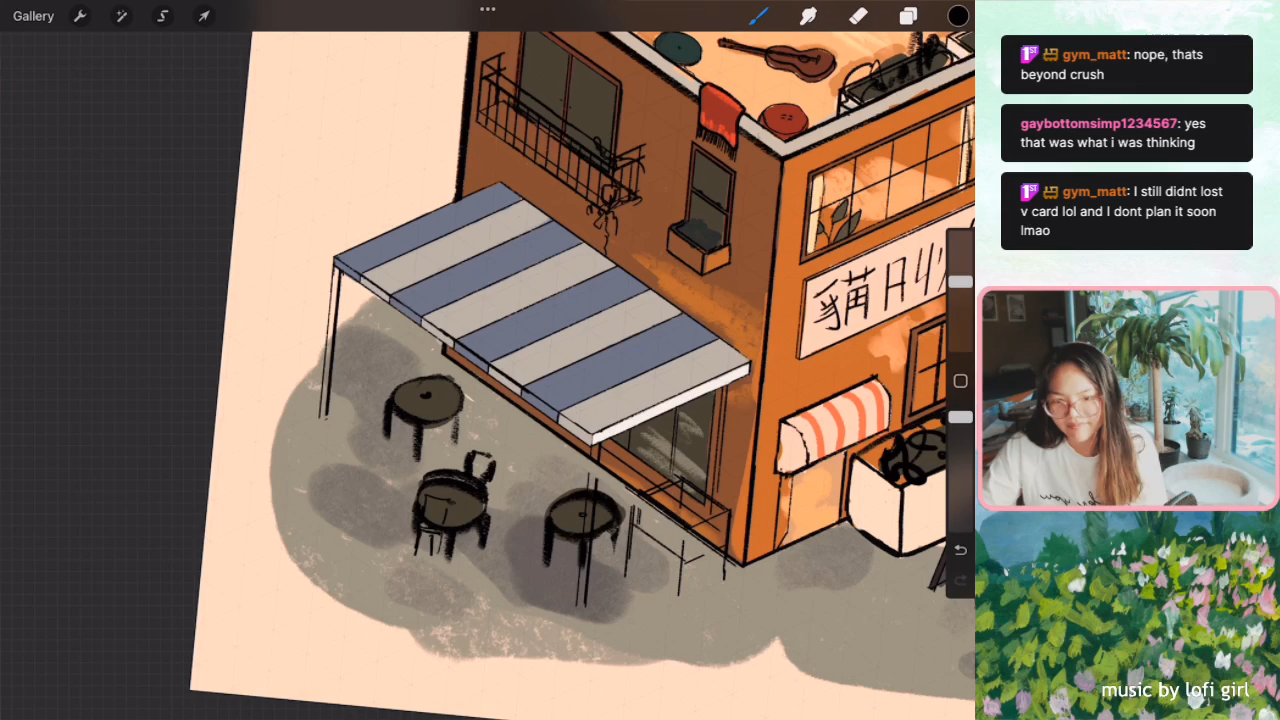 Gallery
gym_matt: nope, thats
beyond crush
gaybottomsimp1234567: yes
that was what i was thinking
gym_matt: I still didnt lost
v card lol and I dont plan it soon
lmao
貓
music by lofi girl